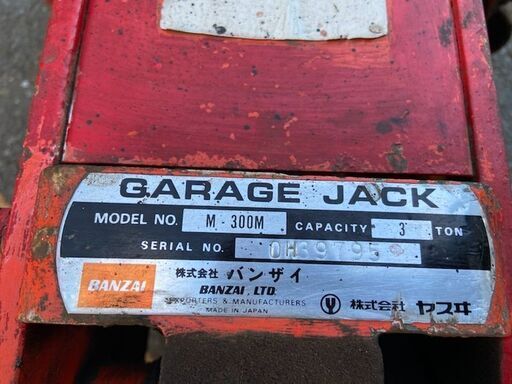 GARAGE JACK
MODEL NO. M-300M CAPACITY 3 TON
SERIAL NO.
BANZAI
株式会社 バンザイ
BANZAI, LTD.
EXPORTERS & MANUFACTURERS
MADE IN JAPAN
株式会社 ヤスヰ